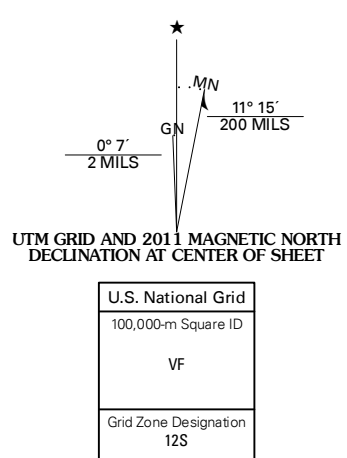 ★
MN
GN
11° 15´
200 MILS
0° 7´
2 MILS
UTM GRID AND 2011 MAGNETIC NORTH
DECLINATION AT CENTER OF SHEET
U.S. National Grid
100,000-m Square ID
VF
Grid Zone Designation
12S